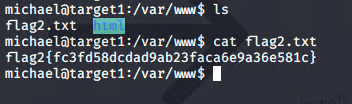 michael@target1:/var/www$ ls
flag2.txt html
michael@target1:/var/www$ cat flag2.txt
flag2{fc3fd58dcdad9ab23faca6e9a36e581c}
michael@target1:/var/www$